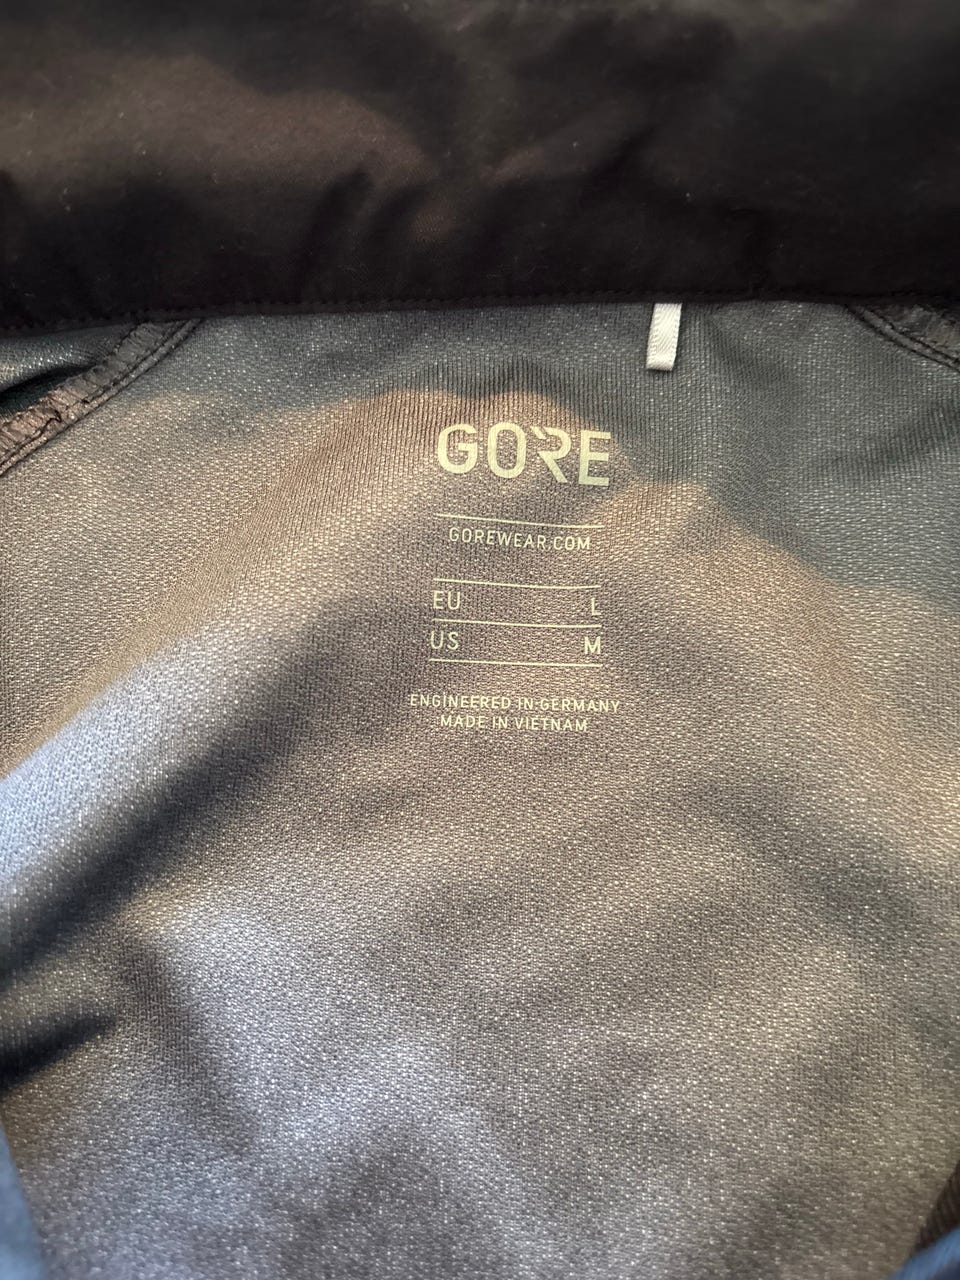 GORE
GOREWEAR.COM
EU L
US M
ENGINEERED IN GERMANY
MADE IN VIETNAM